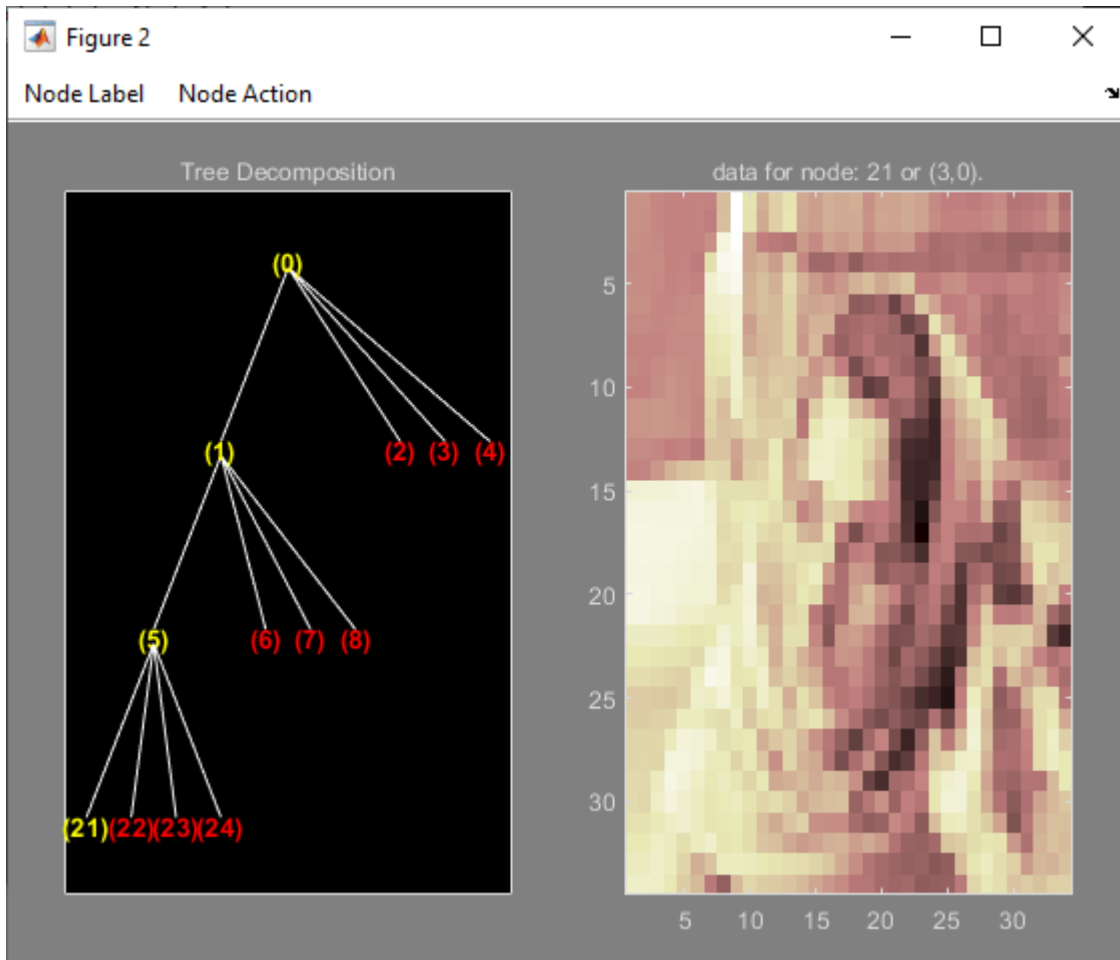 Figure 2
Node Label Node Action
Tree Decomposition
(0)
(1) (2) (3) (4)
(5) (6) (7) (8)
(21) (22) (23) (24)
data for node: 21 or (3,0).
5
10
15
20
25
30
5 10 15 20 25 30